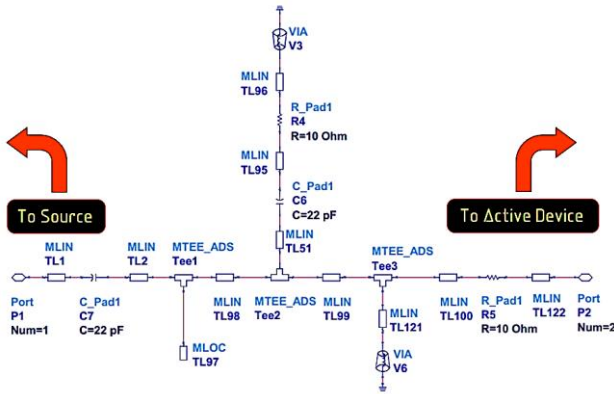 VIA
V3
MLIN
TL96
R_Pad1
R4
R=10 Ohm
MLIN
TL95
C_Pad1
C6
C=22 pF
MLIN
TL51
To Source
To Active Device
MLIN
TL1
MLIN
TL2
MTEE_ADS
Tee1
MTEE_ADS
Tee3
Port
P1
Num=1
C_Pad1
C7
C=22 pF
MLIN
TL98
MTEE_ADS
Tee2
MLIN
TL99
MLIN
TL100
R_Pad1
R5
R=10 Ohm
MLIN
TL122
Port
P2
Num=2
MLIN
TL121
MLOC
TL97
VIA
V6